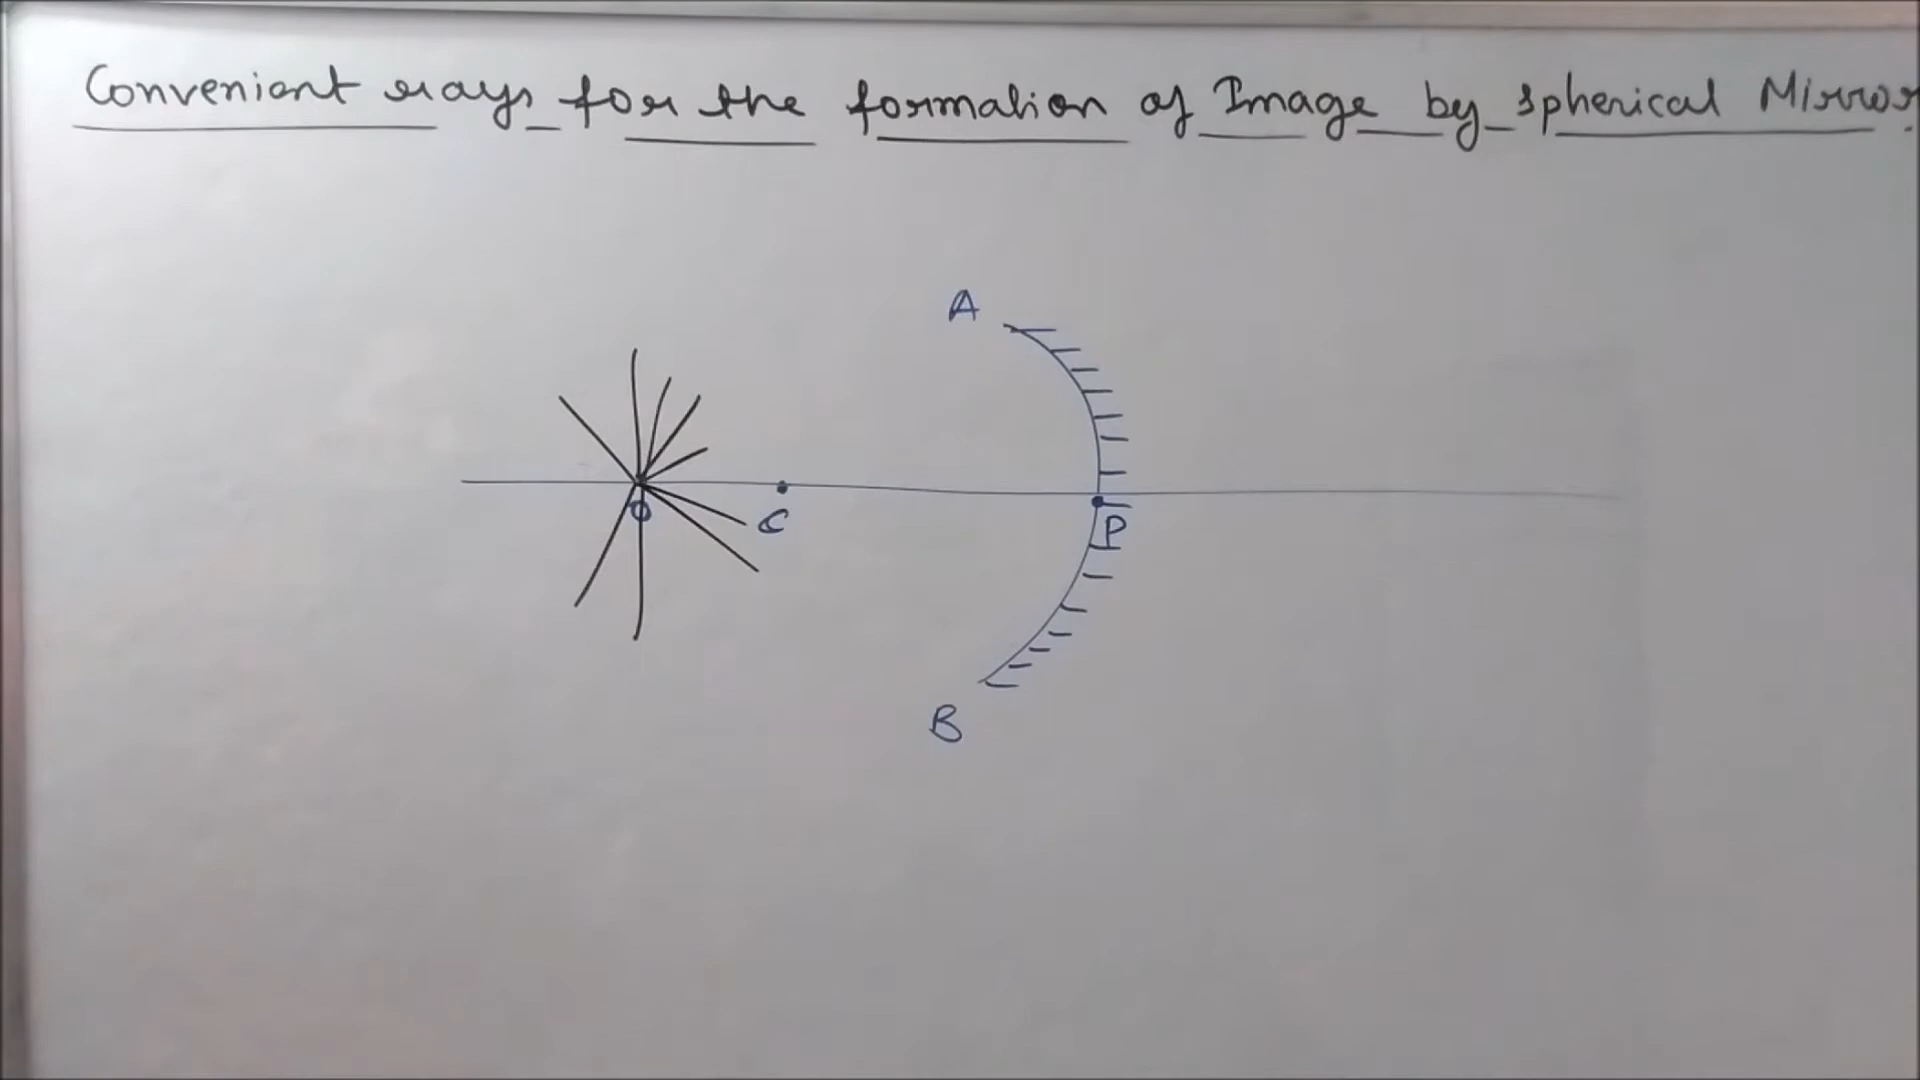 Convenient rays for the formation of Image by spherical Mirror
A
O
C
P
B